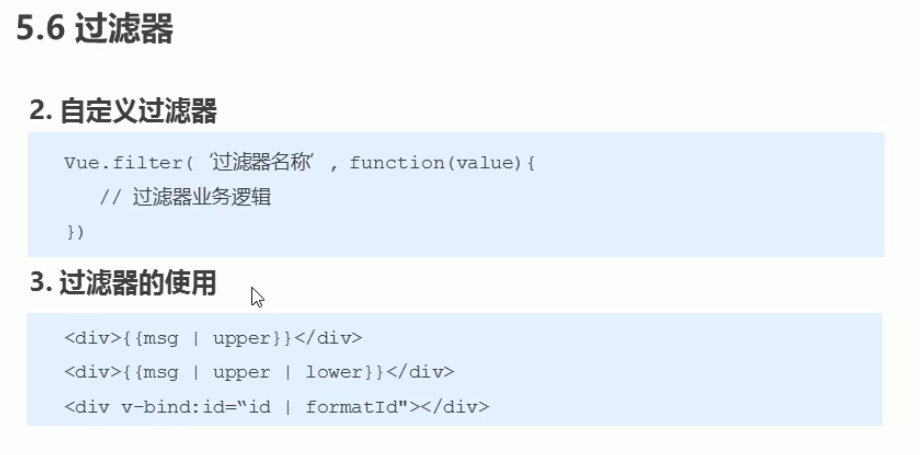 5.6 过滤器
2. 自定义过滤器
Vue.filter(‘过滤器名称’, function(value){
// 过滤器业务逻辑
})
3. 过滤器的使用
<div>{{msg | upper}}</div>
<div>{{msg | upper | lower}}</div>
<div v-bind:id=“id | formatId"></div>